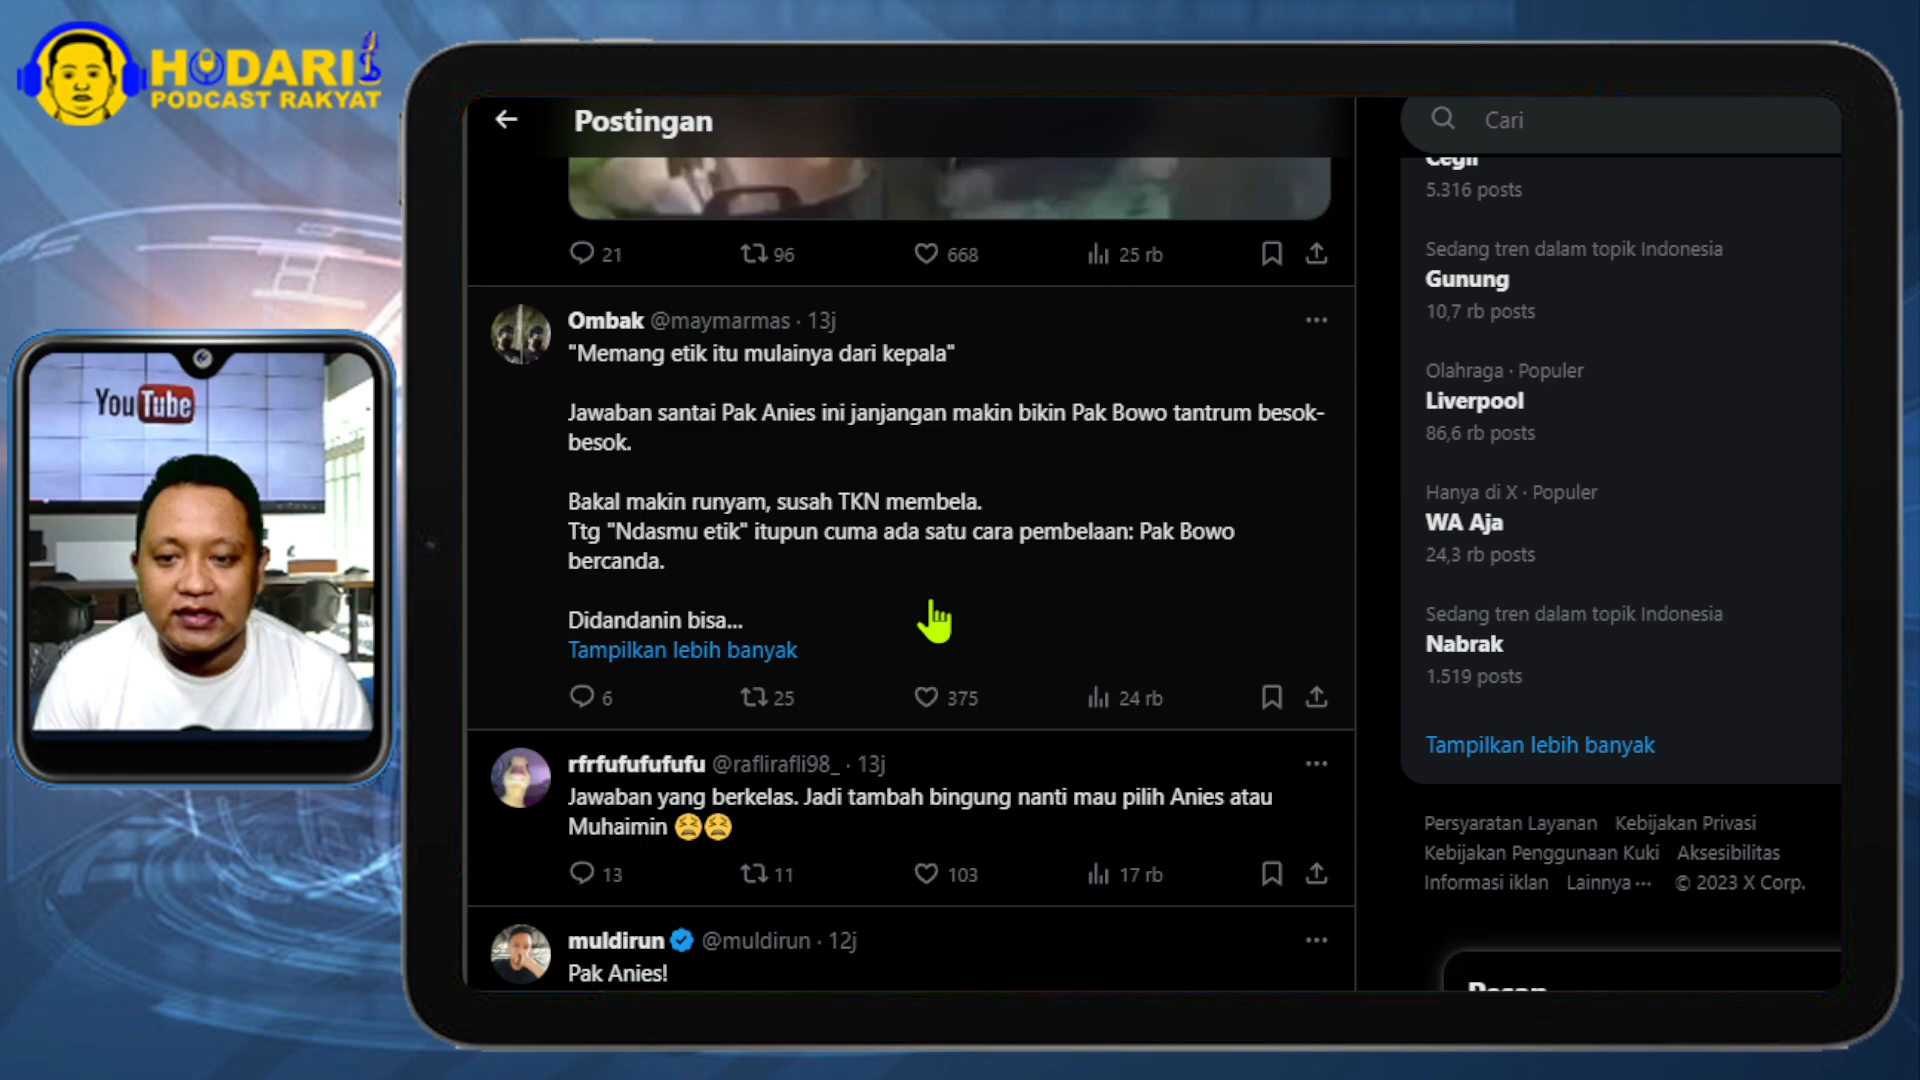 HODARI
PODCAST RAKYAT
YouTube
Postingan
Cari
21
96
668
25 rb
Ombak @maymarmas · 13j
"Memang etik itu mulainya dari kepala"
Jawaban santai Pak Anies ini janjangan makin bikin Pak Bowo tantrum besok-
besok.
Bakal makin runyam, susah TKN membela.
Ttg "Ndasmu etik" itupun cuma ada satu cara pembelaan: Pak Bowo
bercanda.
Didandanin bisa...
Tampilkan lebih banyak
6
25
375
24 rb
rfrfufufufufu @raflirafli98_ · 13j
Jawaban yang berkelas. Jadi tambah bingung nanti mau pilih Anies atau
Muhaimin 😫😫
13
11
103
17 rb
muldirun @muldirun · 12j
Pak Anies!
Cegil
5.316 posts
Sedang tren dalam topik Indonesia
Gunung
10,7 rb posts
Olahraga · Populer
Liverpool
86,6 rb posts
Hanya di X · Populer
WA Aja
24,3 rb posts
Sedang tren dalam topik Indonesia
Nabrak
1.519 posts
Tampilkan lebih banyak
Persyaratan Layanan Kebijakan Privasi
Kebijakan Penggunaan Kuki Aksesibilitas
Informasi iklan Lainnya ··· © 2023 X Corp.
Pesan